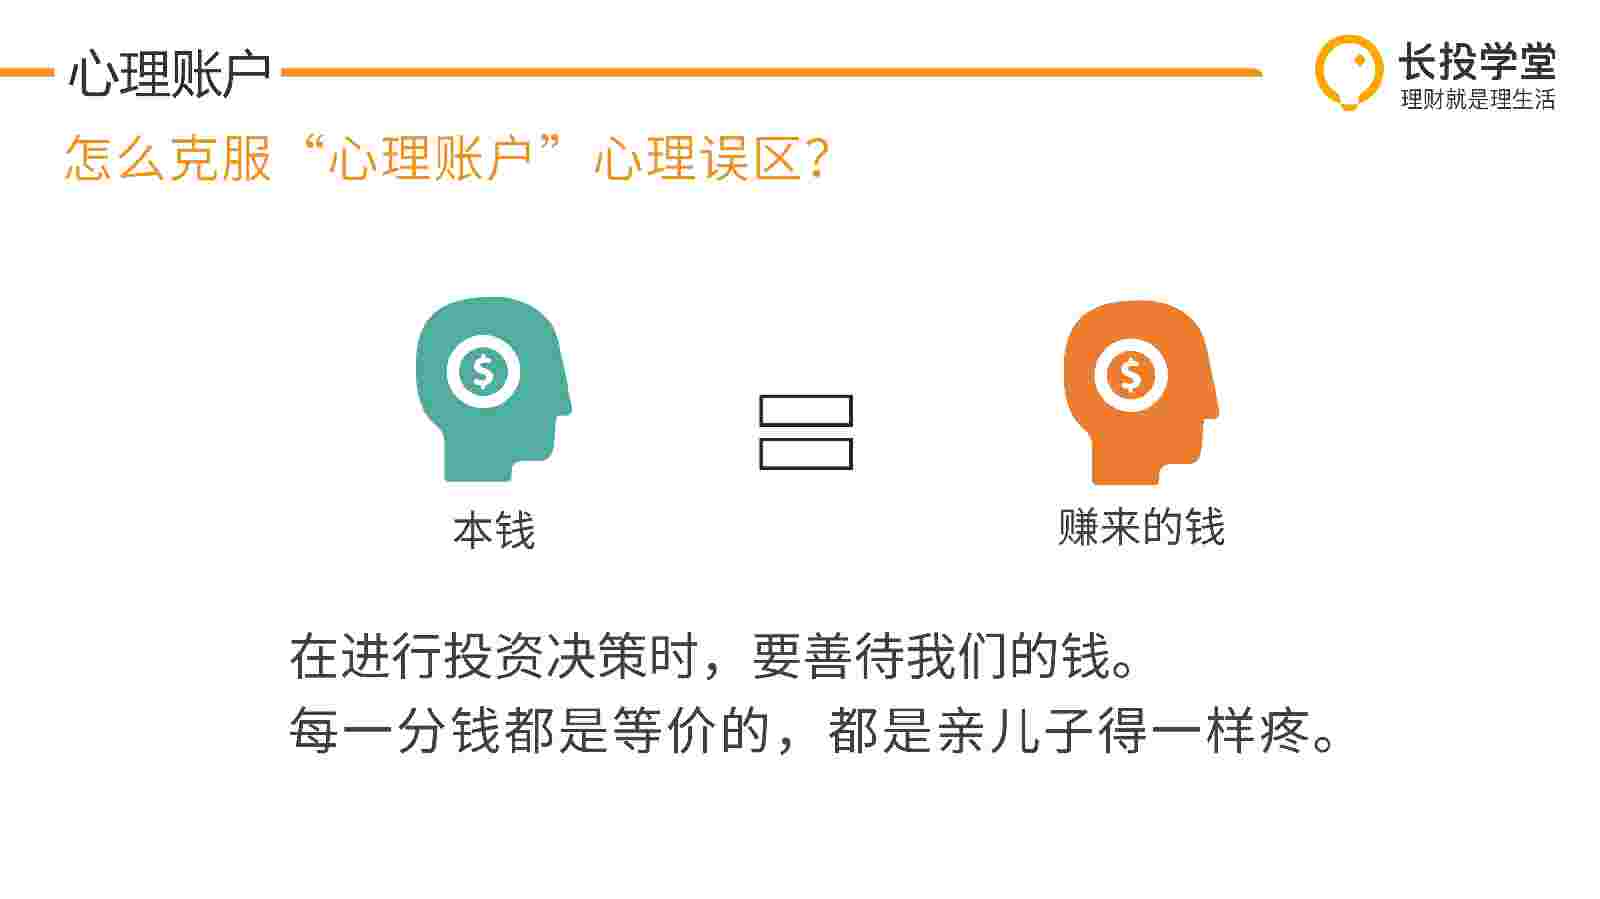 心理账户
长投学堂
理财就是理生活
怎么克服“心理账户”心理误区？
$
$
本钱
赚来的钱
在进行投资决策时，要善待我们的钱。
每一分钱都是等价的，都是亲儿子得一样疼。